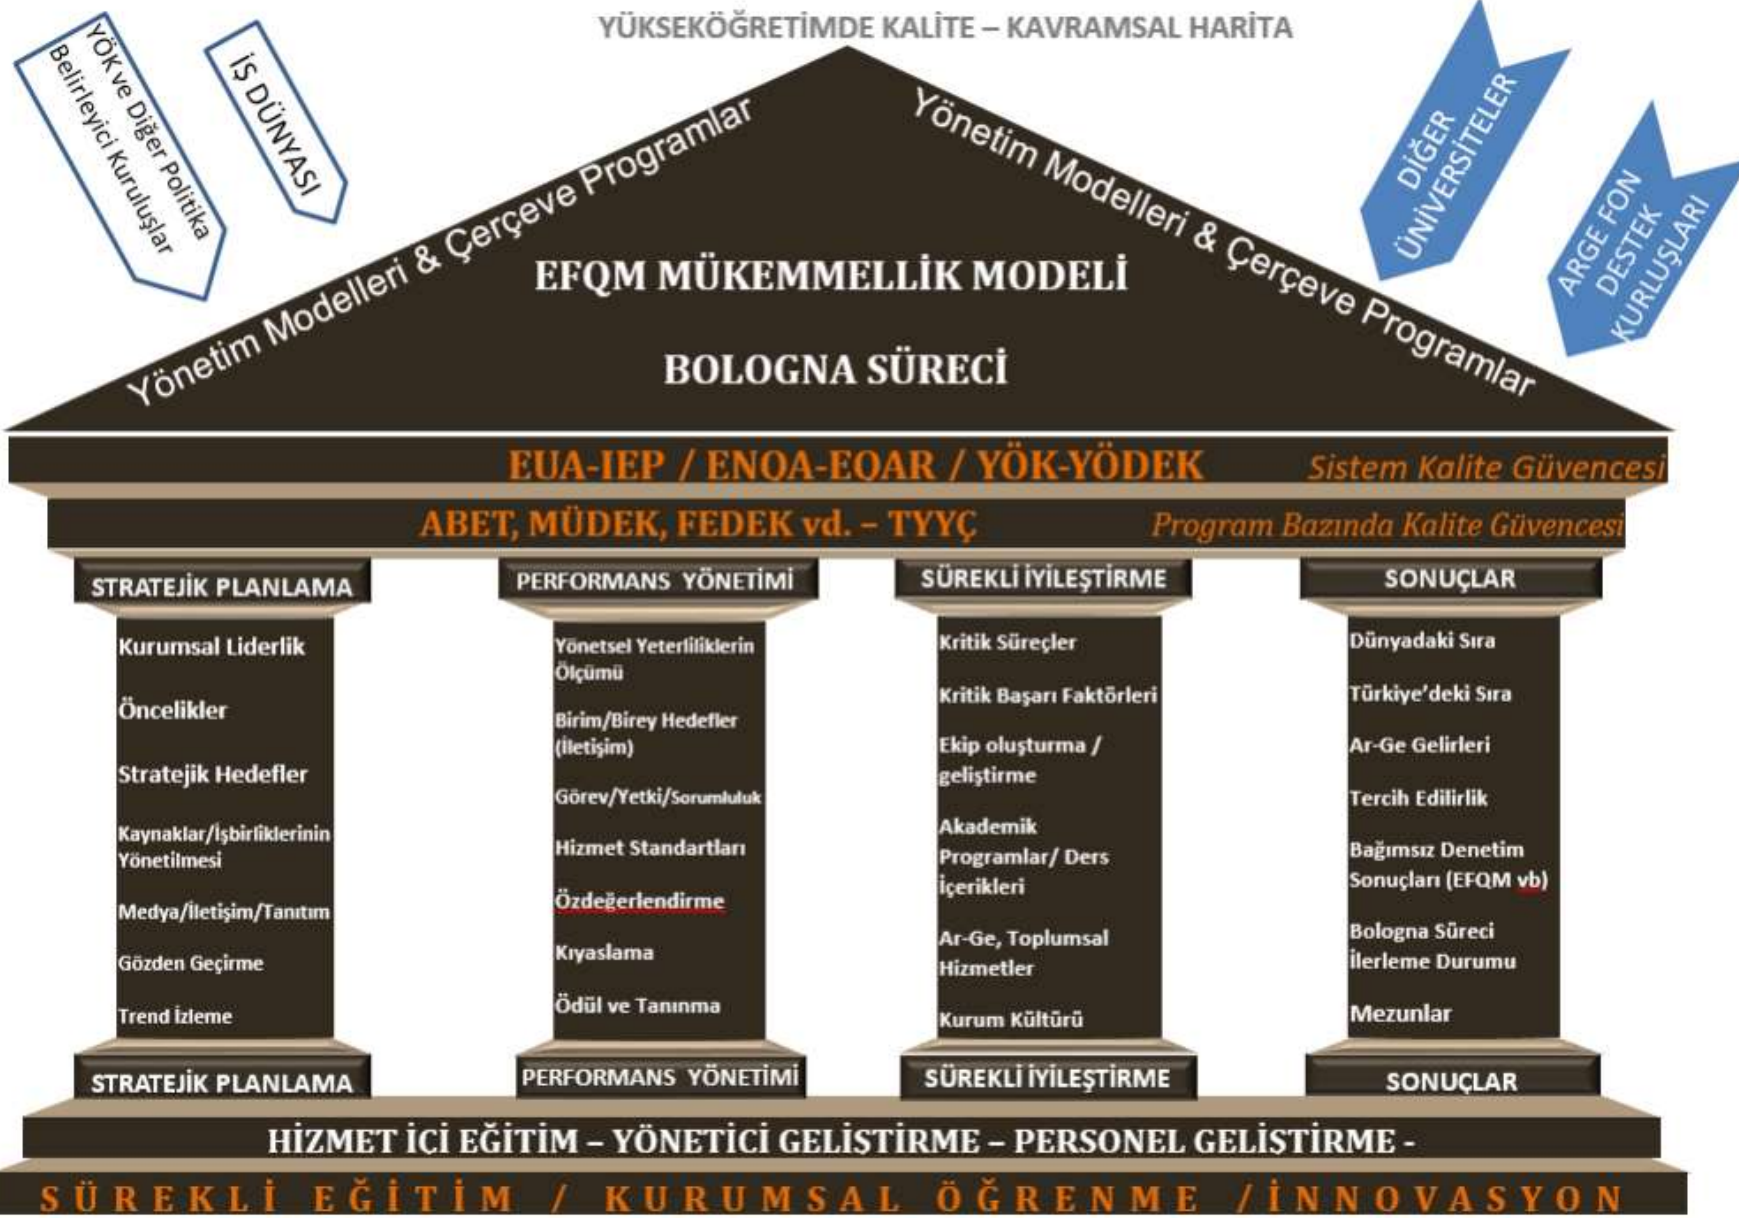 YÜKSEKÖĞRETİMDE KALİTE – KAVRAMSAL HARİTA
YÖK ve Diğer Politika
Belirleyici Kuruluşlar
İŞ DÜNYASI
DİĞER
ÜNİVERSİTELER
ARGE FON
DESTEK
KURLUŞLARI
Yönetim Modelleri & Çerçeve Programlar
Yönetim Modelleri & Çerçeve Programlar
EFQM MÜKEMMELLİK MODELİ
BOLOGNA SÜRECİ
EUA-IEP / ENQA-EQAR / YÖK-YÖDEK Sistem Kalite Güvencesi
ABET, MÜDEK, FEDEK vd. – TYYÇ Program Bazında Kalite Güvencesi
STRATEJİK PLANLAMA
Kurumsal Liderlik
Öncelikler
Stratejik Hedefler
Kaynaklar/İşbirliklerinin
Yönetilmesi
Medya/İletişim/Tanıtım
Gözden Geçirme
Trend İzleme
STRATEJİK PLANLAMA
PERFORMANS YÖNETİMİ
Yönetsel Yeterliliklerin
Ölçümü
Birim/Birey Hedefler
(İletişim)
Görev/Yetki/Sorumluluk
Hizmet Standartları
Özdeğerlendirme
Kıyaslama
Ödül ve Tanınma
PERFORMANS YÖNETİMİ
SÜREKLİ İYİLEŞTİRME
Kritik Süreçler
Kritik Başarı Faktörleri
Ekip oluşturma /
geliştirme
Akademik
Programlar/ Ders
İçerikleri
Ar-Ge, Toplumsal
Hizmetler
Kurum Kültürü
SÜREKLİ İYİLEŞTİRME
SONUÇLAR
Dünyadaki Sıra
Türkiye’deki Sıra
Ar-Ge Gelirleri
Tercih Edilirlik
Bağımsız Denetim
Sonuçları (EFQM vb)
Bologna Süreci
İlerleme Durumu
Mezunlar
SONUÇLAR
HİZMET İÇİ EĞİTİM – YÖNETİCİ GELİŞTİRME – PERSONEL GELİŞTİRME -
SÜREKLİ EĞİTİM / KURUMSAL ÖĞRENME /İNNOVASYON